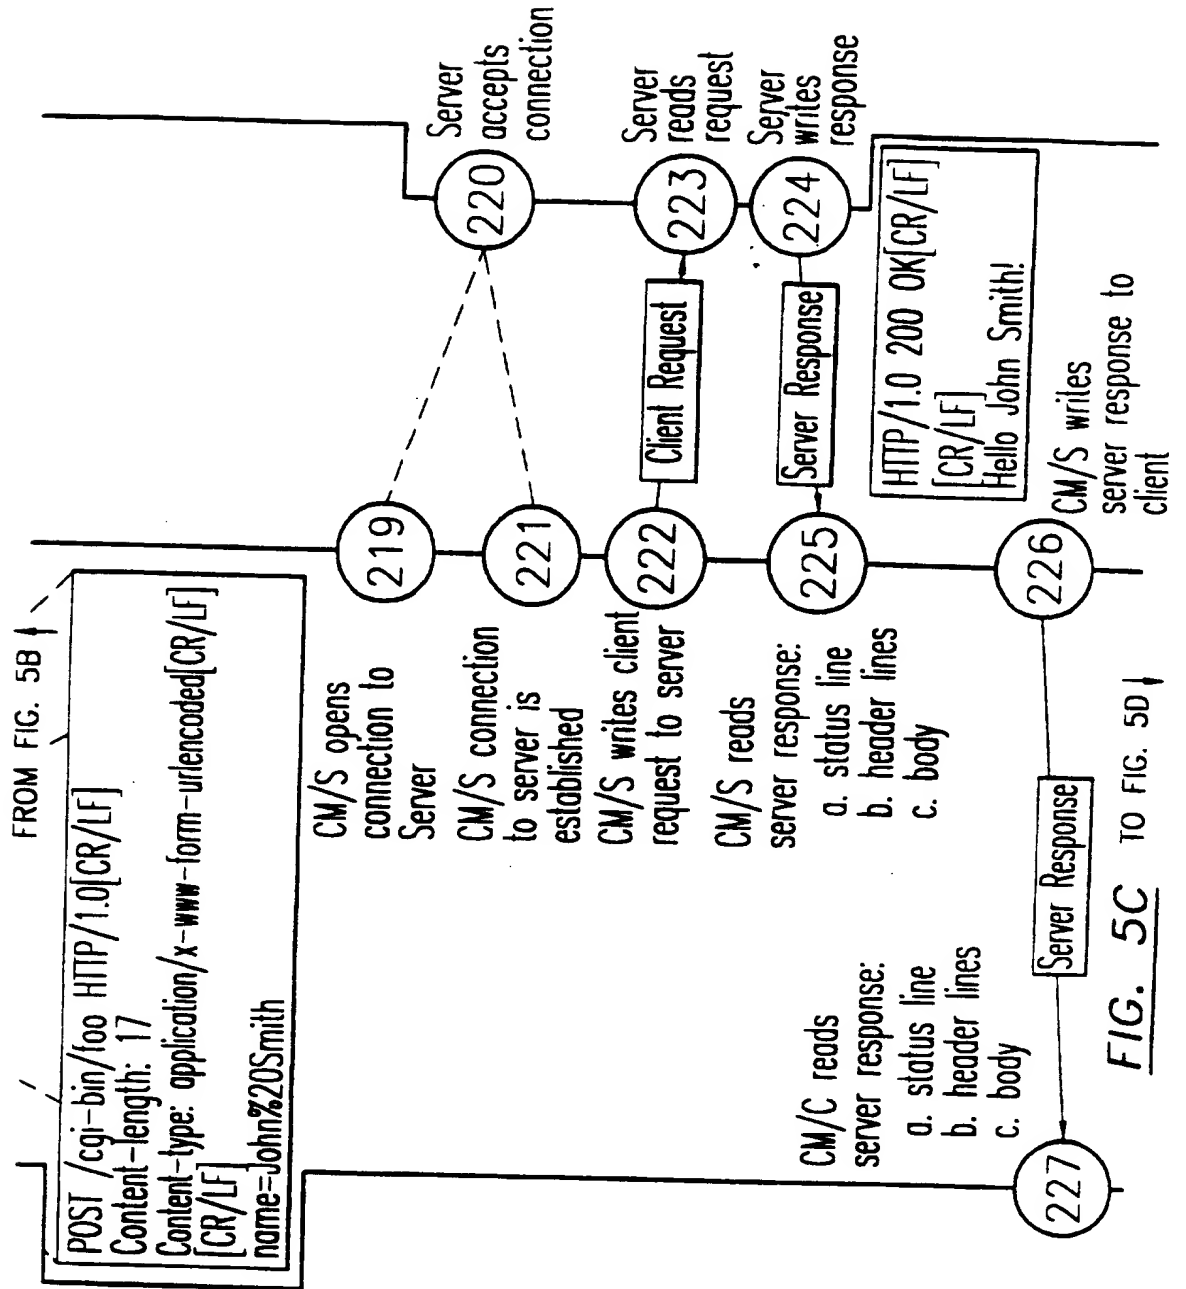 FROM FIG. 5B
POST /cgi-bin/foo HTTP/1.0[CR/LF]
Content-length: 17
Content-type: application/x-www-form-urlencoded[CR/LF]
[CR/LF]
name=John%20Smith
219
CM/S opens
connection to
Server
220
Server
accepts
connection
221
CM/S connection
to server is
established
222
CM/S writes client
request to server
Client Request
223
Server
reads
request
224
Server
writes
response
Server Response
225
CM/S reads
server response:
a. status line
b. header lines
c. body
HTTP/1.0 200 OK[CR/LF]
[CR/LF]
Hello John Smith!
226
CM/S writes
server response to
client
Server Response
227
CM/C reads
server response:
a. status line
b. header lines
c. body
FIG. 5C TO FIG. 5D